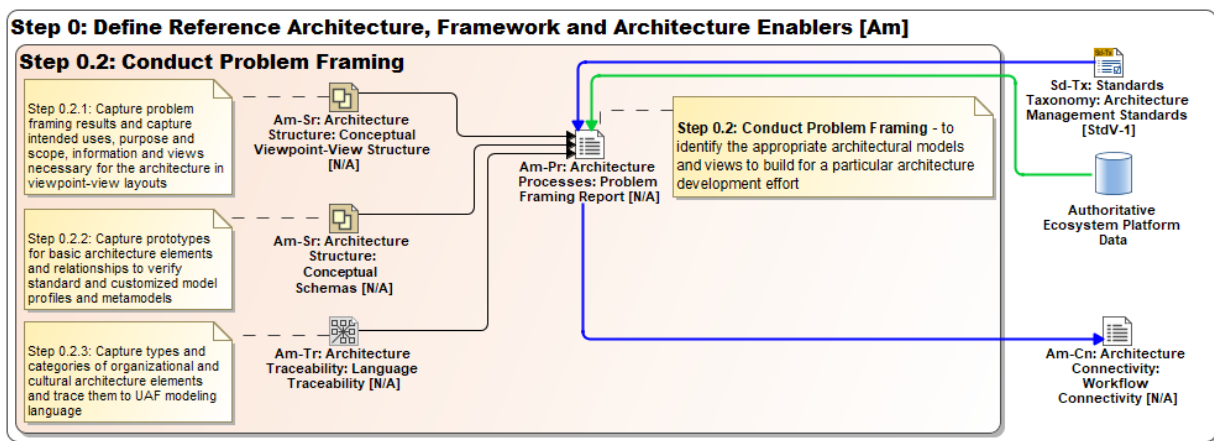 Step 0: Define Reference Architecture, Framework and Architecture Enablers [Am]
Step 0.2: Conduct Problem Framing
Step 0.2.1: Capture problem
framing results and capture
intended uses, purpose and
scope, information and views
necessary for the architecture in
viewpoint-view layouts
Am-Sr: Architecture
Structure: Conceptual
Viewpoint-View Structure
[N/A]
Step 0.2.2: Capture prototypes
for basic architecture elements
and relationships to verify
standard and customized model
profiles and metamodels
Am-Sr: Architecture
Structure:
Conceptual
Schemas [N/A]
Step 0.2.3: Capture types and
categories of organizational and
cultural architecture elements
and trace them to UAF modeling
language
Am-Tr: Architecture
Traceability: Language
Traceability [N/A]
Am-Pr: Architecture
Processes: Problem
Framing Report [N/A]
Step 0.2: Conduct Problem Framing - to
identify the appropriate architectural models
and views to build for a particular architecture
development effort
Sd-Tx
Sd-Tx: Standards
Taxonomy: Architecture
Management Standards
[StdV-1]
Authoritative
Ecosystem Platform
Data
Am-Cn: Architecture
Connectivity:
Workflow
Connectivity [N/A]